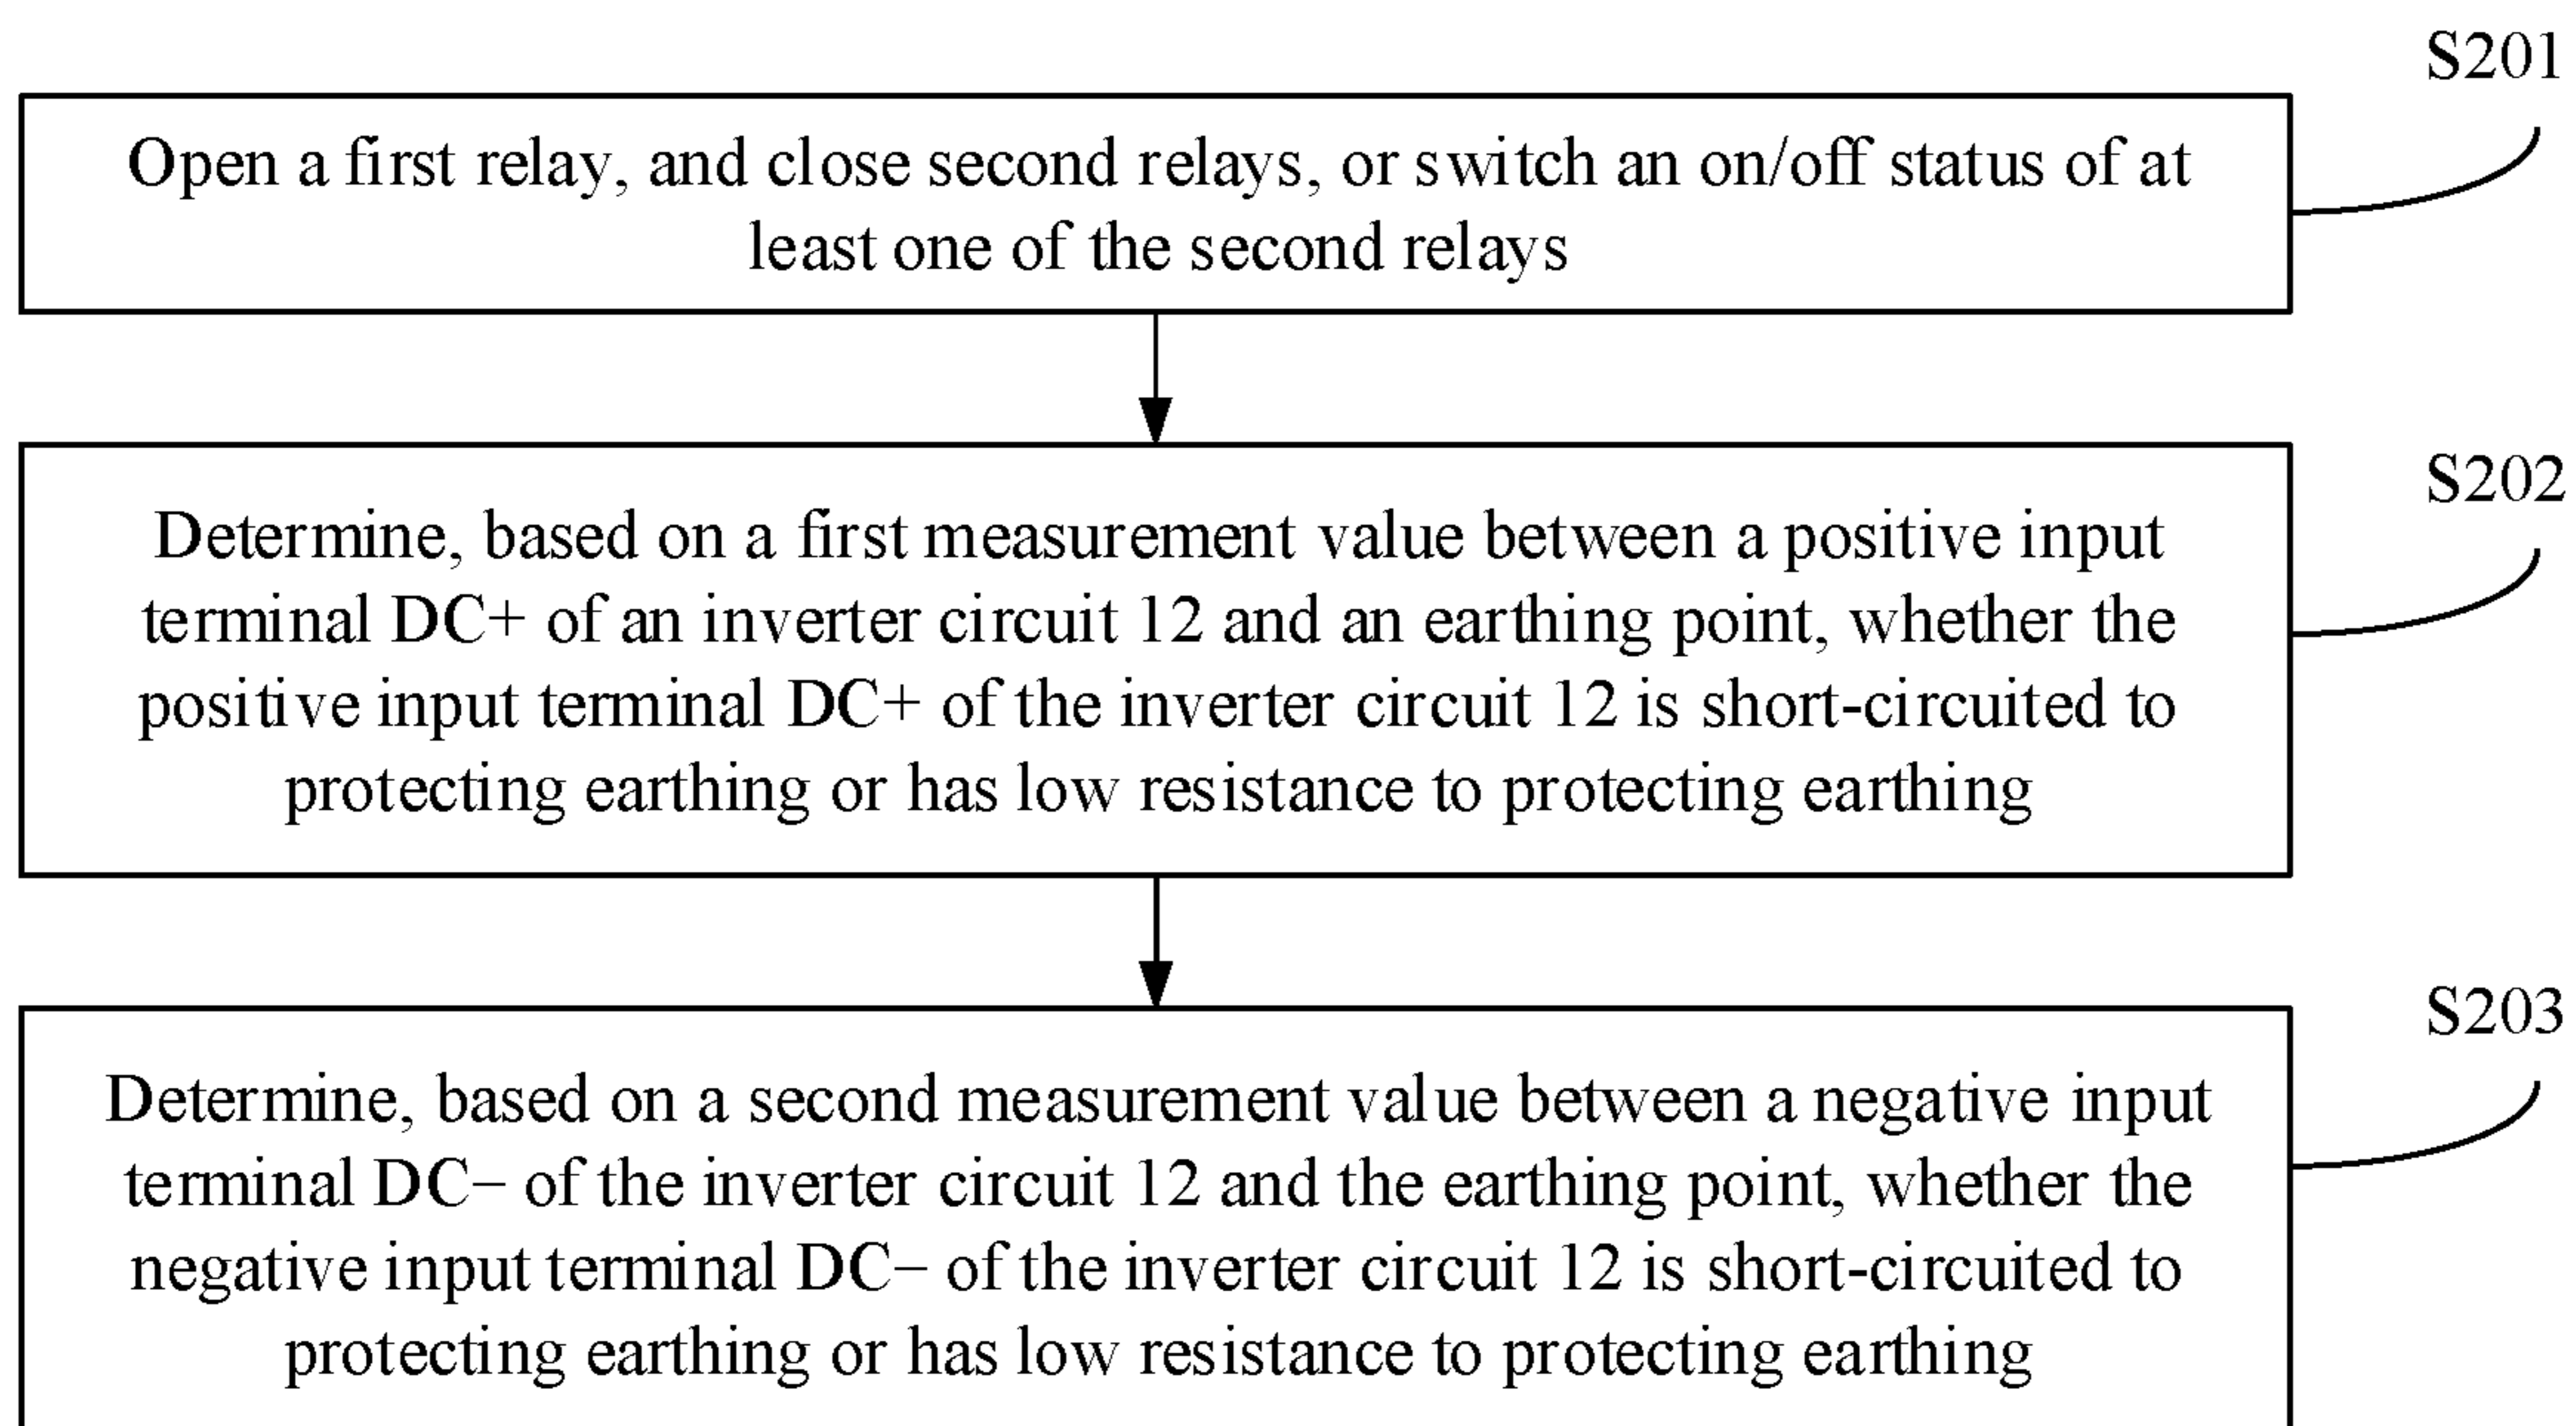 S201
Open a first relay, and close second relays, or switch an on/off status of at
least one of the second relays
S202
Determine, based on a first measurement value between a positive input
terminal DC+ of an inverter circuit 12 and an earthing point, whether the
positive input terminal DC+ of the inverter circuit 12 is short-circuited to
protecting earthing or has low resistance to protecting earthing
S203
Determine, based on a second measurement value between a negative input
terminal DC− of the inverter circuit 12 and the earthing point, whether the
negative input terminal DC− of the inverter circuit 12 is short-circuited to
protecting earthing or has low resistance to protecting earthing